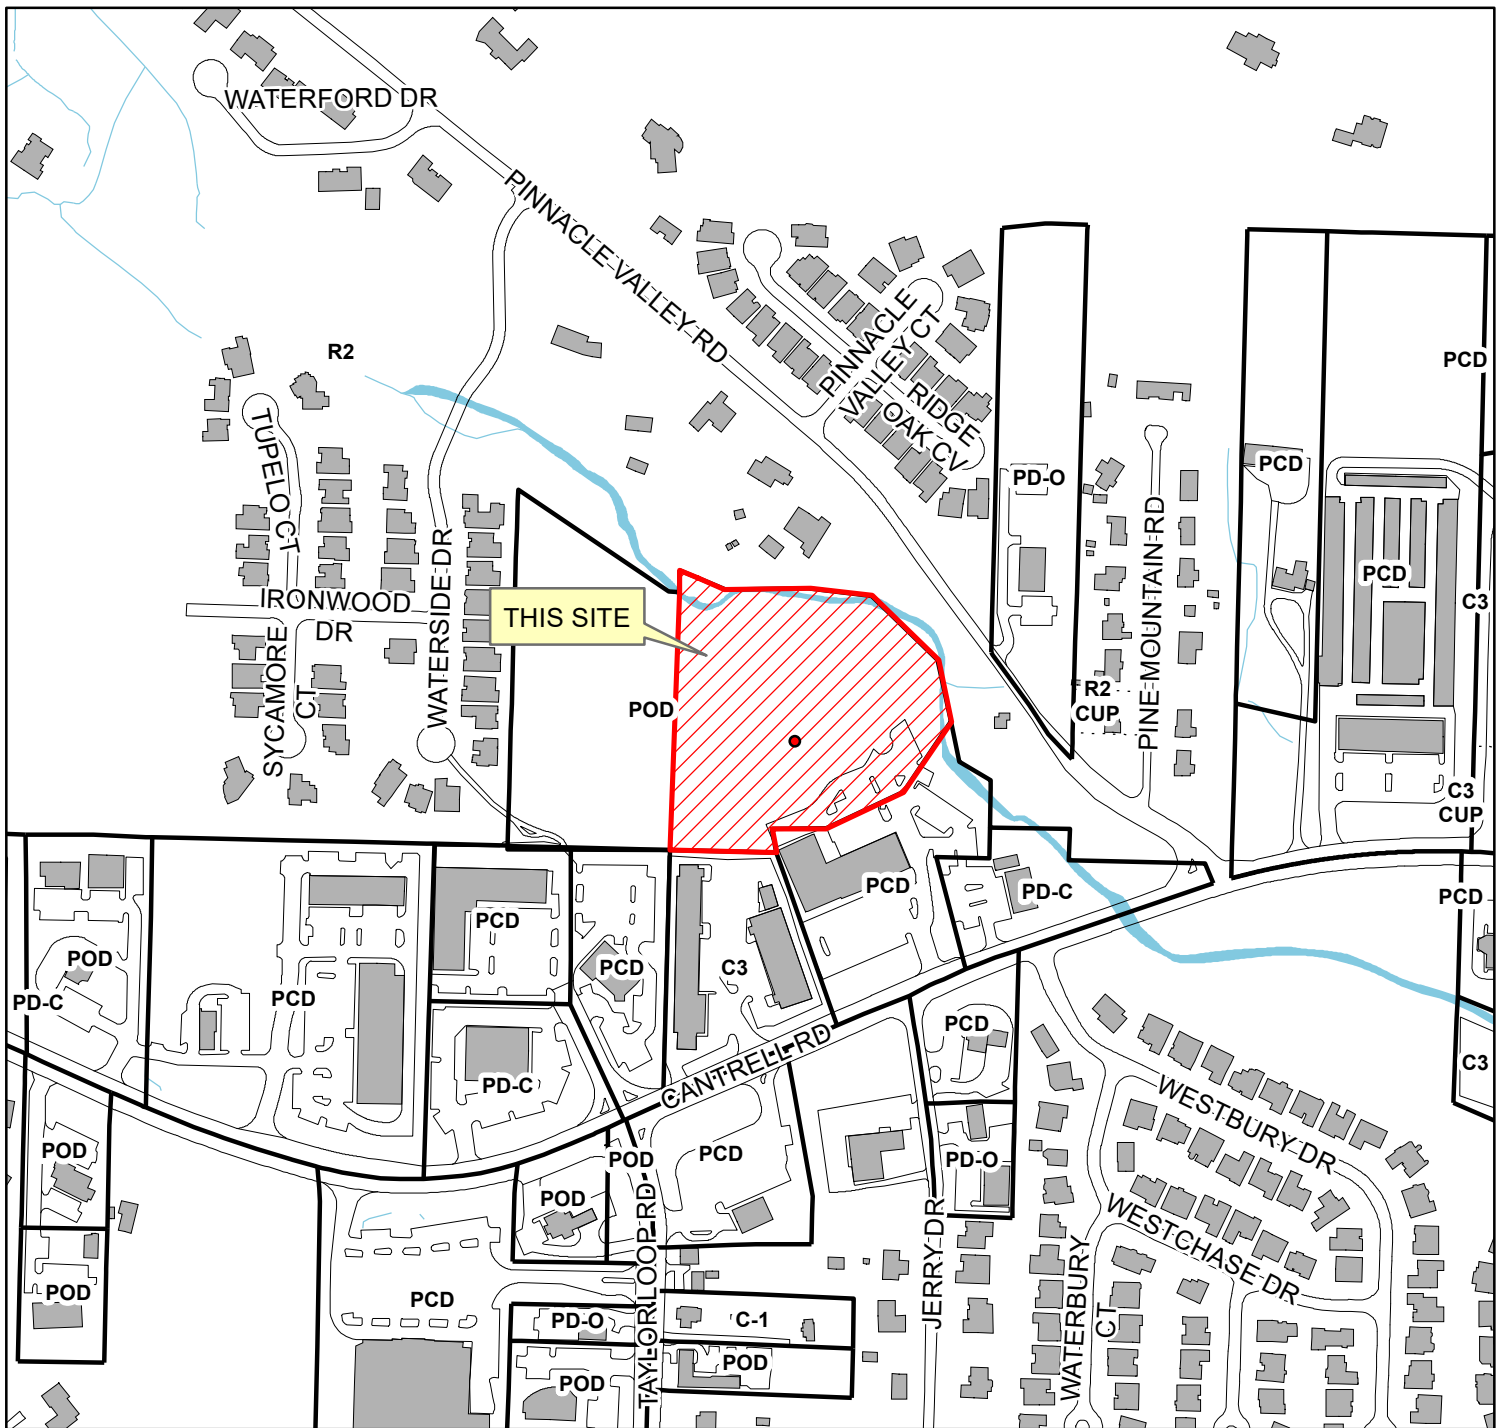 WATERFORD DR
PINNACLE VALLEY RD
PINNACLE
VALLEY CT
RIDGE
OAK CV
R2
PCD
TUPELO CT
PD-O
PCD
PINE MOUNTAIN RD
PCD
C3
WATERSIDE DR
IRONWOOD
DR
THIS SITE
SYCAMORE
CT
POD
R2
CUP
C3
CUP
PCD
PD-C
PCD
POD
PCD
PCD
C3
PD-C
PCD
PCD
PD-C
CANTRELL RD
C3
WESTBURY DR
POD
POD
PCD
PD-O
POD
WESTCHASE DR
TAYLOR LOOP RD
JERRY DR
WATERBURY
CT
POD
PCD
PD-O
C-1
POD
POD